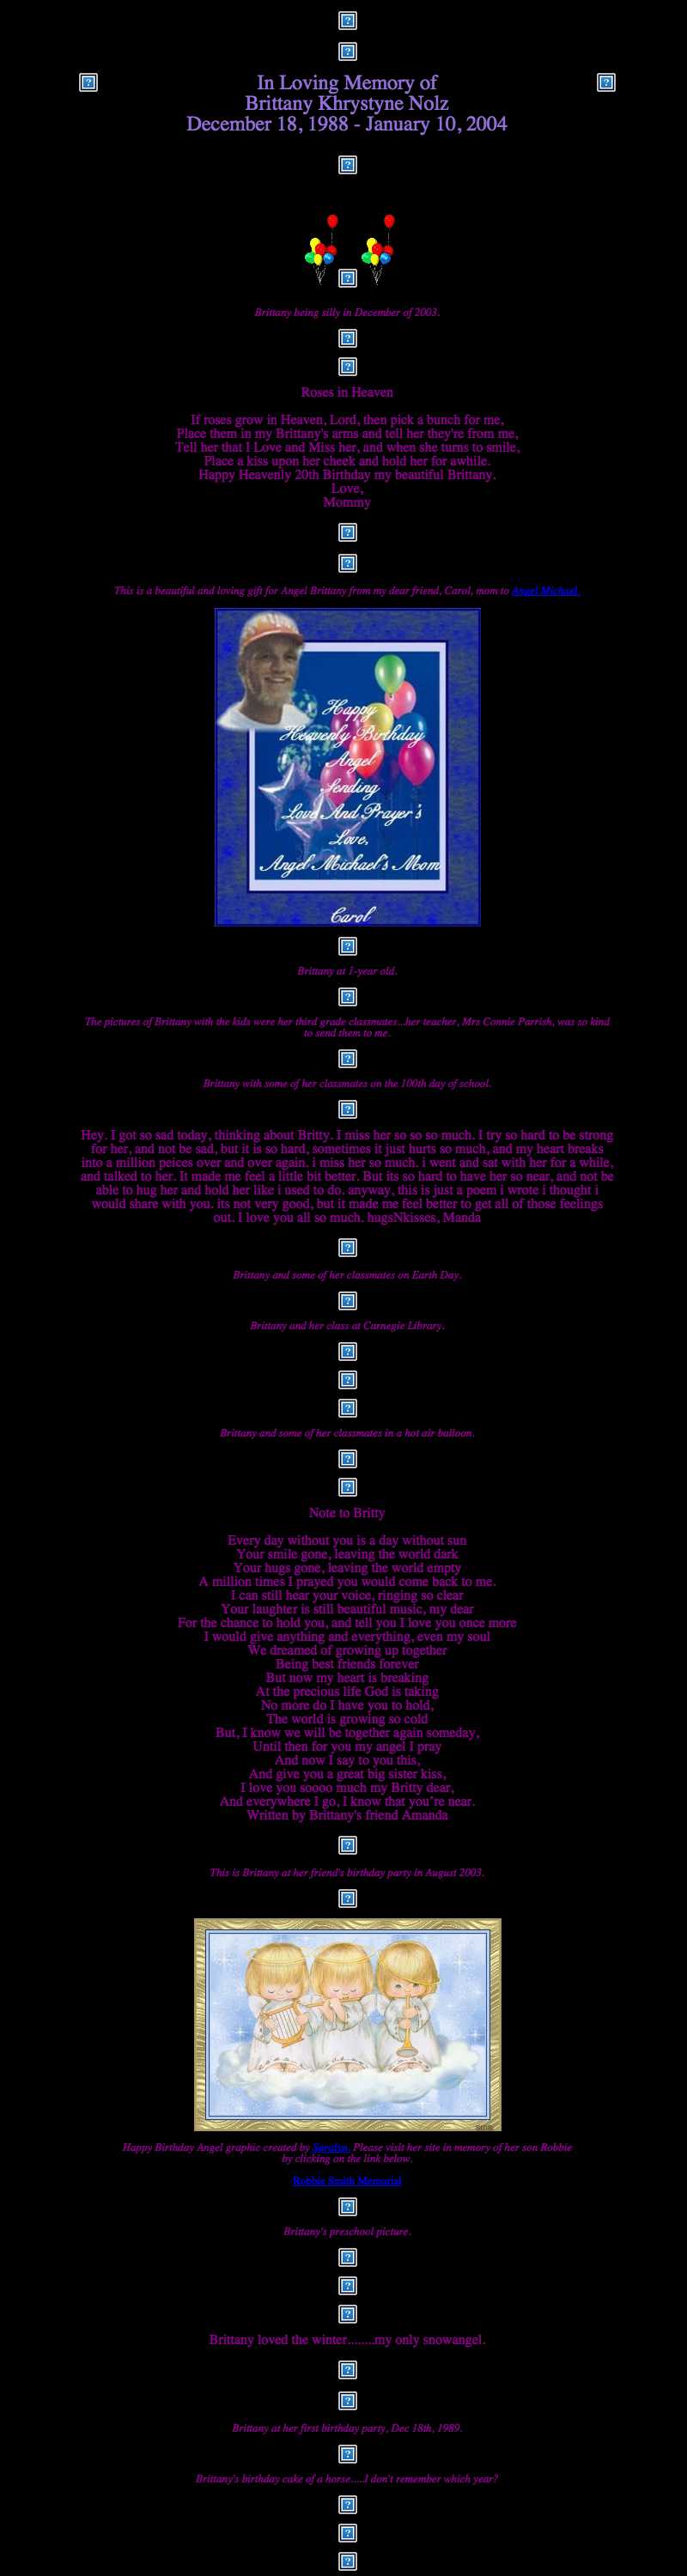 In Loving Memory of
Brittany Khrystyne Nolz
December 18, 1988 - January 10, 2004
Brittany being silly in December of 2003.
Roses in Heaven
If roses grow in Heaven, Lord, then pick a bunch for me,
Place them in my Brittany's arms and tell her they're from me,
Tell her that I Love and Miss her, and when she turns to smile,
Place a kiss upon her cheek and hold her for awhile.
Happy Heavenly 20th Birthday my beautiful Brittany.
Love,
Mommy
This is a beautiful and loving gift for Angel Brittany from my dear friend, Carol, mom to Angel Michael.
Happy
Heavenly Birthday
Angel
Sending
Love And Prayer's
Love,
Angel Michael's Mom
Carol
Brittany at 1-year old.
The pictures of Brittany with the kids were her third grade classmates...her teacher, Mrs Connie Parrish, was so kind
to send them to me.
Brittany with some of her classmates on the 100th day of school.
Hey. I got so sad today, thinking about Britty. I miss her so so so much. I try so hard to be strong
for her, and not be sad, but it is so hard, sometimes it just hurts so much, and my heart breaks
into a million peices over and over again. i miss her so much. i went and sat with her for a while,
and talked to her. It made me feel a little bit better. But its so hard to have her so near, and not be
able to hug her and hold her like i used to do. anyway, this is just a poem i wrote i thought i
would share with you. its not very good, but it made me feel better to get all of those feelings
out. I love you all so much. hugsNkisses, Manda
Brittany and some of her classmates on Earth Day.
Brittany and her class at Carnegie Library.
Brittany and some of her classmates in a hot air balloon.
Note to Britty
Every day without you is a day without sun
Your smile gone, leaving the world dark
Your hugs gone, leaving the world empty
A million times I prayed you would come back to me.
I can still hear your voice, ringing so clear
Your laughter is still beautiful music, my dear
For the chance to hold you, and tell you I love you once more
I would give anything and everything, even my soul
We dreamed of growing up together
Being best friends forever
But now my heart is breaking
At the precious life God is taking
No more do I have you to hold,
The world is growing so cold
But, I know we will be together again someday,
Until then for you my angel I pray
And now I say to you this,
And give you a great big sister kiss,
I love you soooo much my Britty dear,
And everywhere I go, I know that you're near.
Written by Brittany's friend Amanda
This is Brittany at her friend's birthday party in August 2003.
Happy Birthday Angel graphic created by Please visit her site in memory of her son Robbie
by clicking on the link below.
Robbie Smith Memorial
Brittany's preschool picture.
Brittany loved the winter........my only snowangel.
Brittany at her first birthday party, Dec 18th, 1989.
Brittany's birthday cake of a horse.....I don't remember which year?